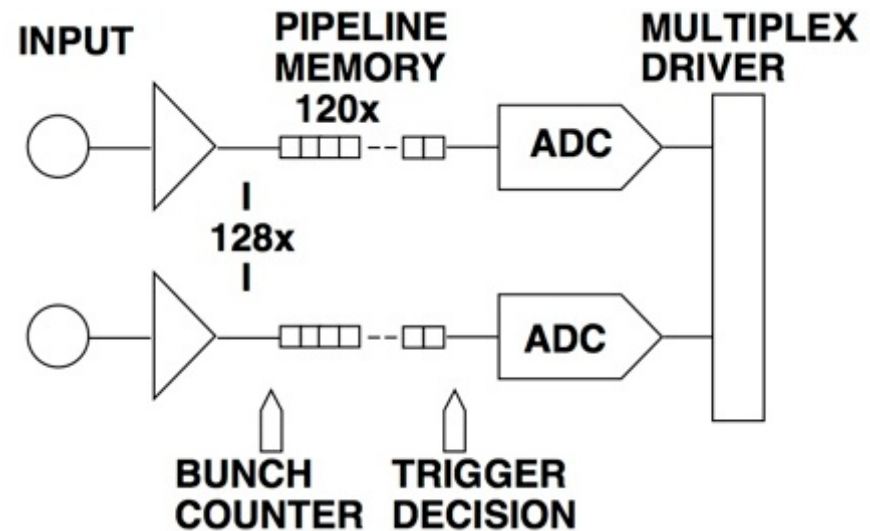 INPUT
PIPELINE
MEMORY
120x
MULTIPLEX
DRIVER
ADC
128x
ADC
BUNCH
COUNTER
TRIGGER
DECISION